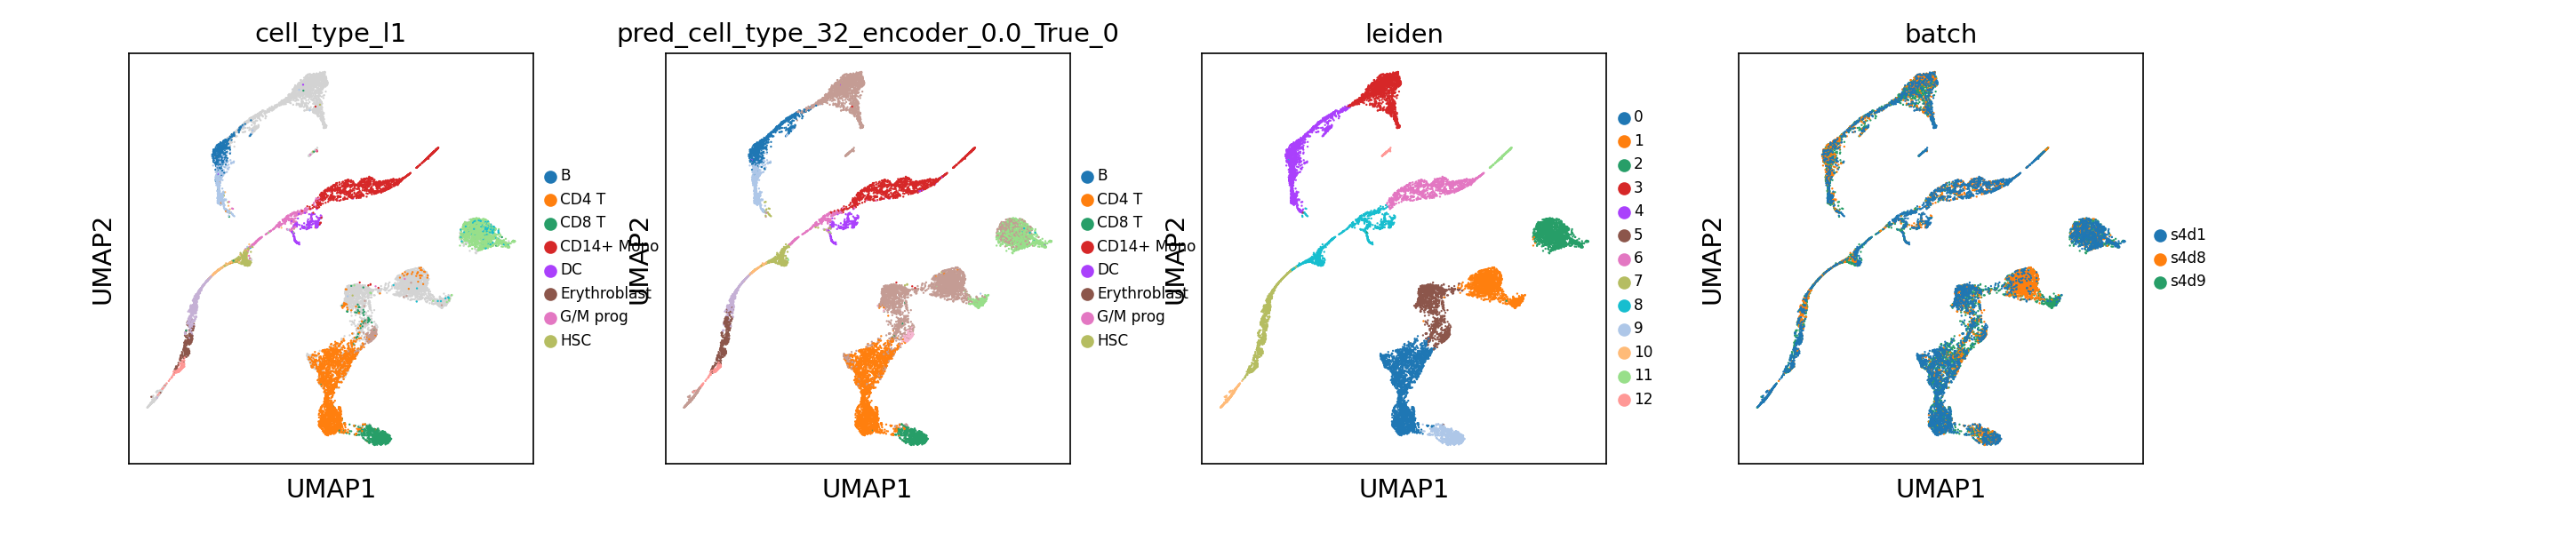 cell_type_l1
UMAP2
UMAP1
B
CD4 T
CD8 T
CD14+ Mono
DC
Erythroblast
G/M prog
HSC
pred_cell_type_32_encoder_0.0_True_0
UMAP2
UMAP1
B
CD4 T
CD8 T
CD14+ Mono
DC
Erythroblast
G/M prog
HSC
leiden
UMAP2
UMAP1
0
1
2
3
4
5
6
7
8
9
10
11
12
batch
UMAP2
UMAP1
s4d1
s4d8
s4d9